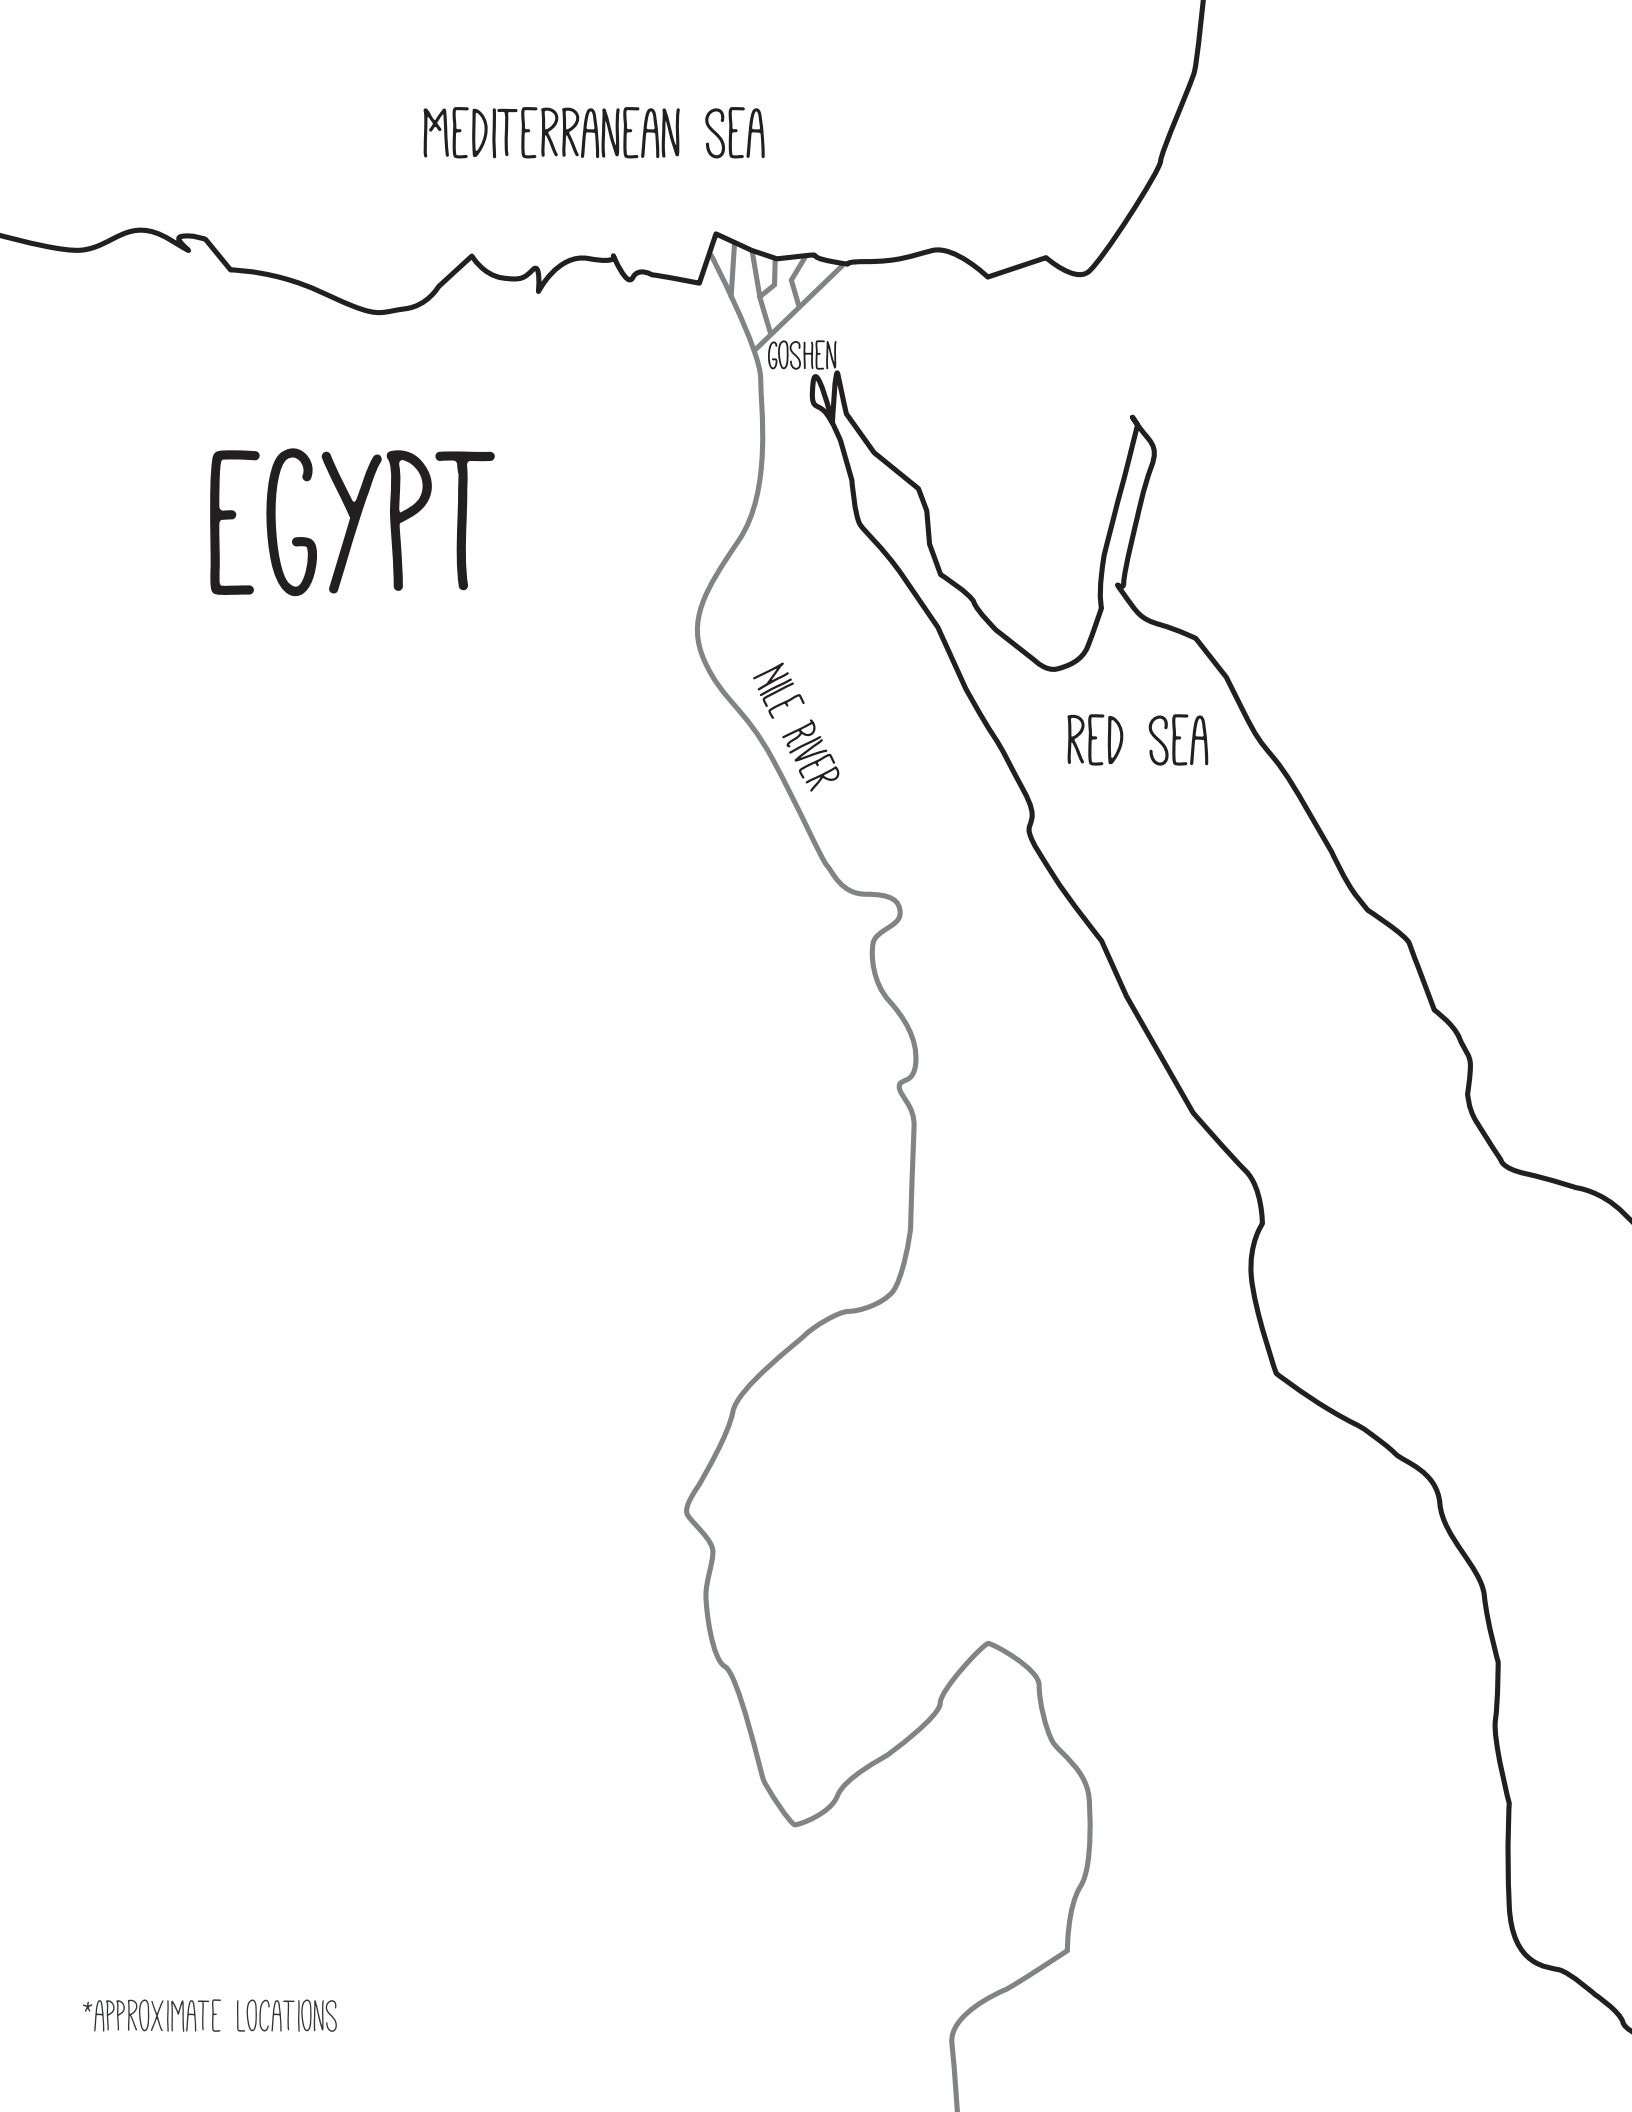 MEDITERRANEAN SEA
GOSHEN
EGYPT
NILE RIVER
RED SEA
*APPROXIMATE LOCATIONS